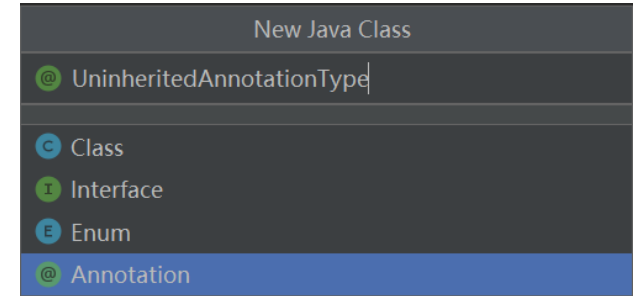 New Java Class
@ UninheritedAnnotationType
C Class
I Interface
E Enum
@ Annotation